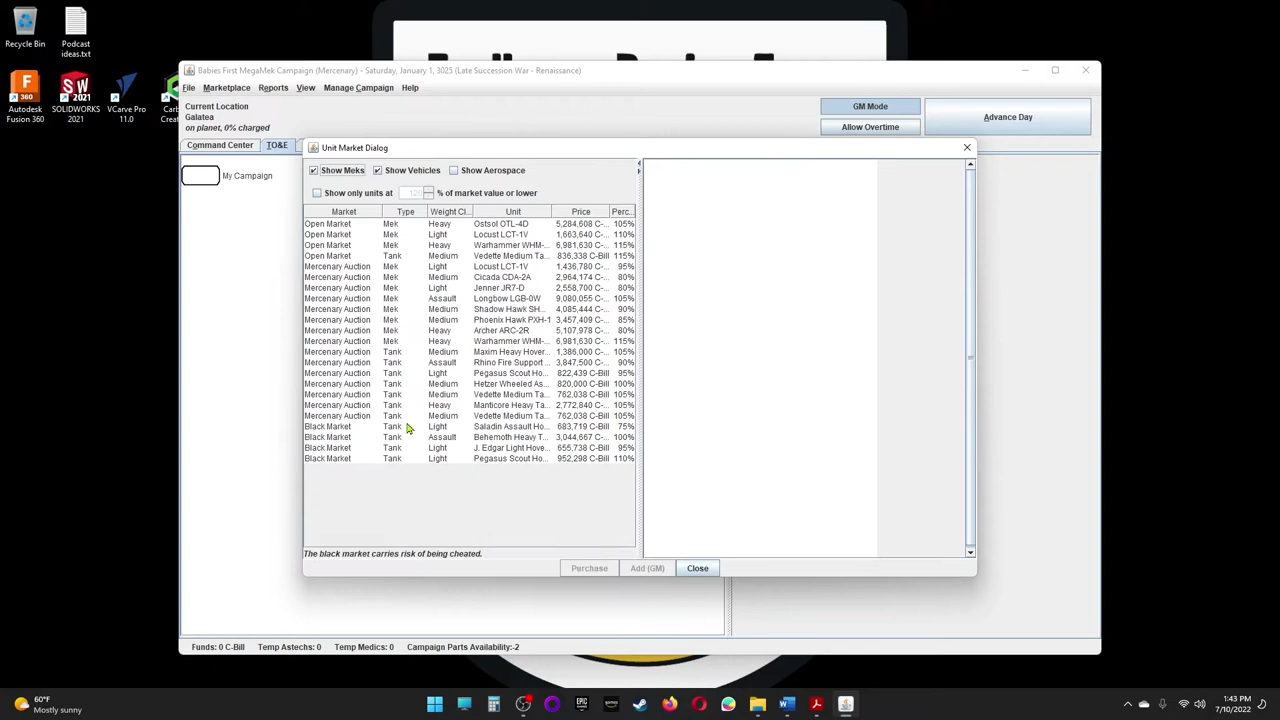 Recycle Bin
Podcast
ideas.txt
Autodesk
Fusion 360
SOLIDWORKS
2021
VCarve Pro
11.0
Carb
Creat
Babies First MegaMek Campaign (Mercenary) - Saturday, January 1, 3025 (Late Succession War - Renaissance)
File Marketplace Reports View Manage Campaign Help
Current Location
Galatea
on planet, 0% charged
GM Mode
Allow Overtime
Advance Day
Command Center TO&E
My Campaign
Unit Market Dialog
Show Meks Show Vehicles Show Aerospace
Show only units at 120 % of market value or lower
Market Type Weight Cl... Unit Price Perc...
Open Market Mek Heavy Ostsol OTL-4D 5,284,608 C-... 105%
Open Market Mek Light Locust LCT-1V 1,663,640 C-... 110%
Open Market Mek Heavy Warhammer WHM-... 6,981,630 C-... 115%
Open Market Tank Medium Vedette Medium Ta... 836,338 C-Bill 115%
Mercenary Auction Mek Light Locust LCT-1V 1,436,780 C-... 95%
Mercenary Auction Mek Medium Cicada CDA-2A 2,964,174 C-... 80%
Mercenary Auction Mek Light Jenner JR7-D 2,558,700 C-... 80%
Mercenary Auction Mek Assault Longbow LGB-0W 9,080,055 C-... 105%
Mercenary Auction Mek Medium Shadow Hawk SH... 4,085,444 C-... 90%
Mercenary Auction Mek Medium Phoenix Hawk PXH-1 3,457,409 C-... 85%
Mercenary Auction Mek Heavy Archer ARC-2R 5,107,978 C-... 80%
Mercenary Auction Mek Heavy Warhammer WHM-... 6,981,630 C-... 115%
Mercenary Auction Tank Medium Maxim Heavy Hover... 1,386,000 C-... 105%
Mercenary Auction Tank Assault Rhino Fire Support ... 3,847,500 C-... 90%
Mercenary Auction Tank Light Pegasus Scout Ho... 822,439 C-Bill 95%
Mercenary Auction Tank Medium Hetzer Wheeled As... 820,000 C-Bill 100%
Mercenary Auction Tank Medium Vedette Medium Ta... 762,038 C-Bill 105%
Mercenary Auction Tank Heavy Manticore Heavy Ta... 2,772,840 C-... 105%
Mercenary Auction Tank Medium Vedette Medium Ta... 762,038 C-Bill 105%
Black Market Tank Light Saladin Assault Ho... 683,719 C-Bill 75%
Black Market Tank Assault Behemoth Heavy T... 3,044,667 C-... 100%
Black Market Tank Light J. Edgar Light Hove... 655,738 C-Bill 95%
Black Market Tank Light Pegasus Scout Ho... 952,298 C-Bill 110%
The black market carries risk of being cheated.
Purchase Add (GM) Close
Funds: 0 C-Bill Temp Astechs: 0 Temp Medics: 0 Campaign Parts Availability:-2
60°F
Mostly sunny
EPIC
1:43 PM
7/10/2022